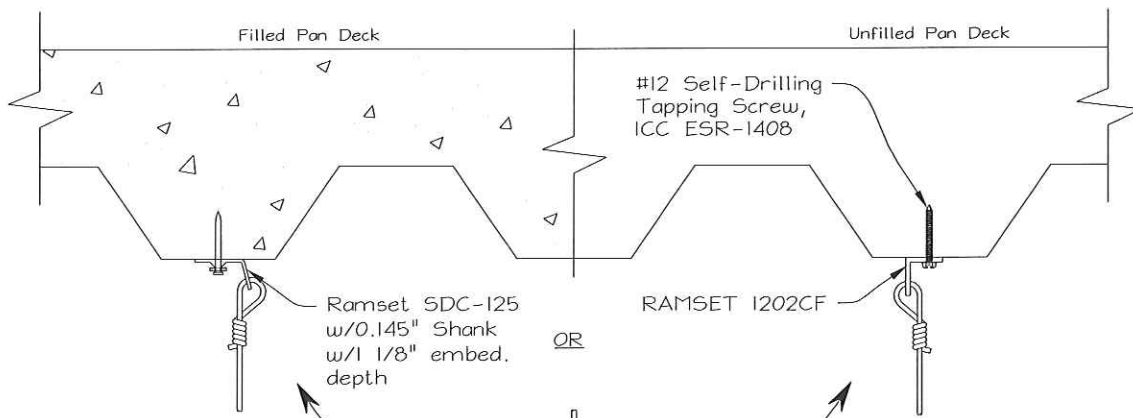 Filled Pan Deck
Unfilled Pan Deck
#12 Self-Drilling
Tapping Screw,
ICC ESR-1408
Ramset SDC-125
w/0.145" Shank
w/1 1/8" embed.
depth
OR
RAMSET 1202CF